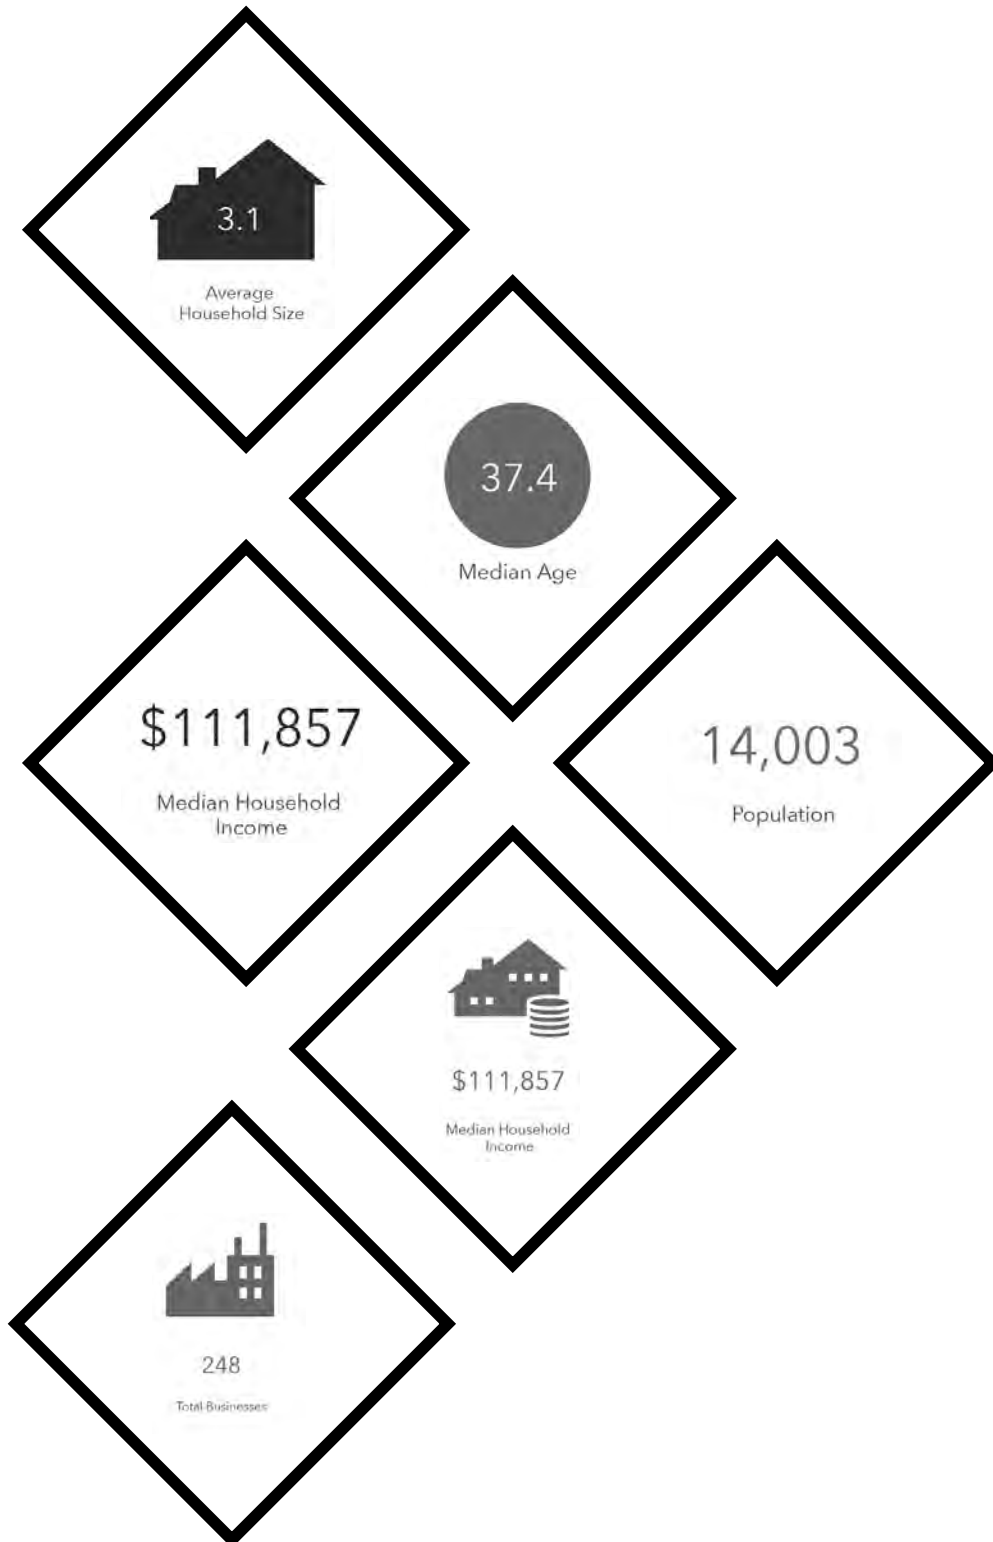 3.1
Average
Household Size
37.4
Median Age
$111,857
Median Household
Income
14,003
Population
$111,857
Median Household
Income
248
Total Businesses